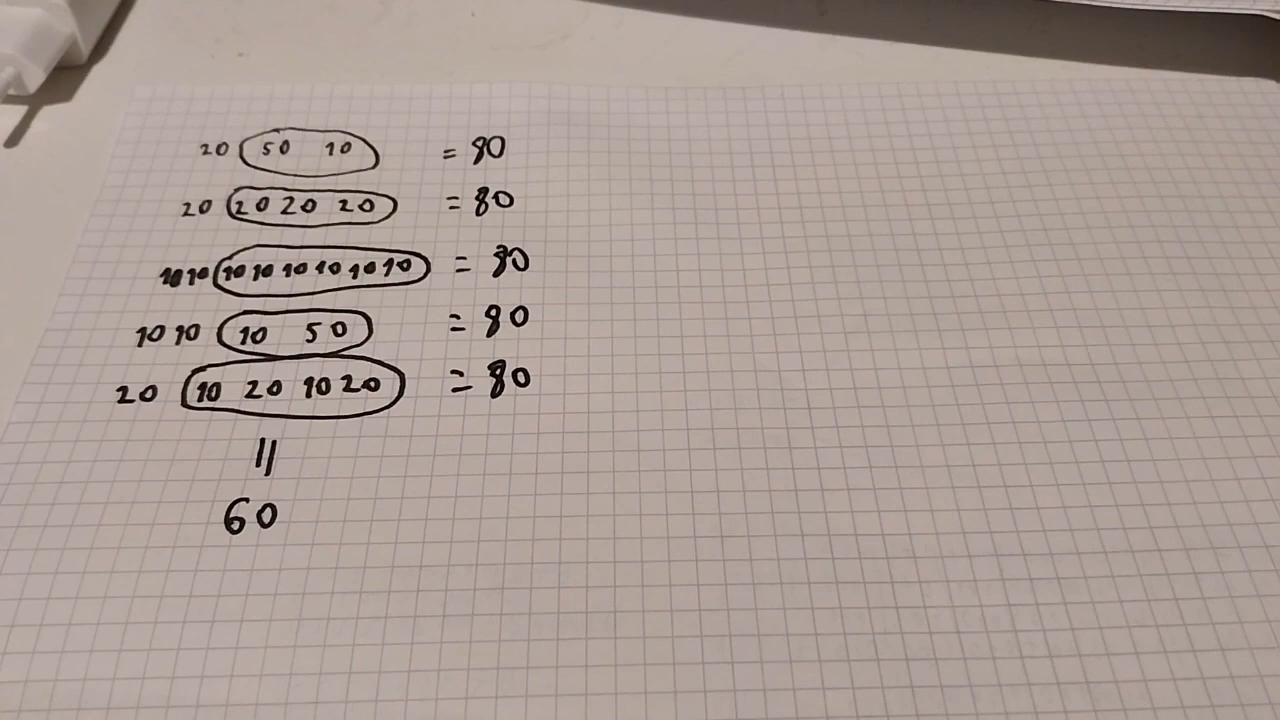 20 50 10 = 80
20 20 20 20 = 80
10 10 10 10 10 10 10 10 = 80
10 10 10 50 = 80
20 10 20 10 20 = 80
=
60